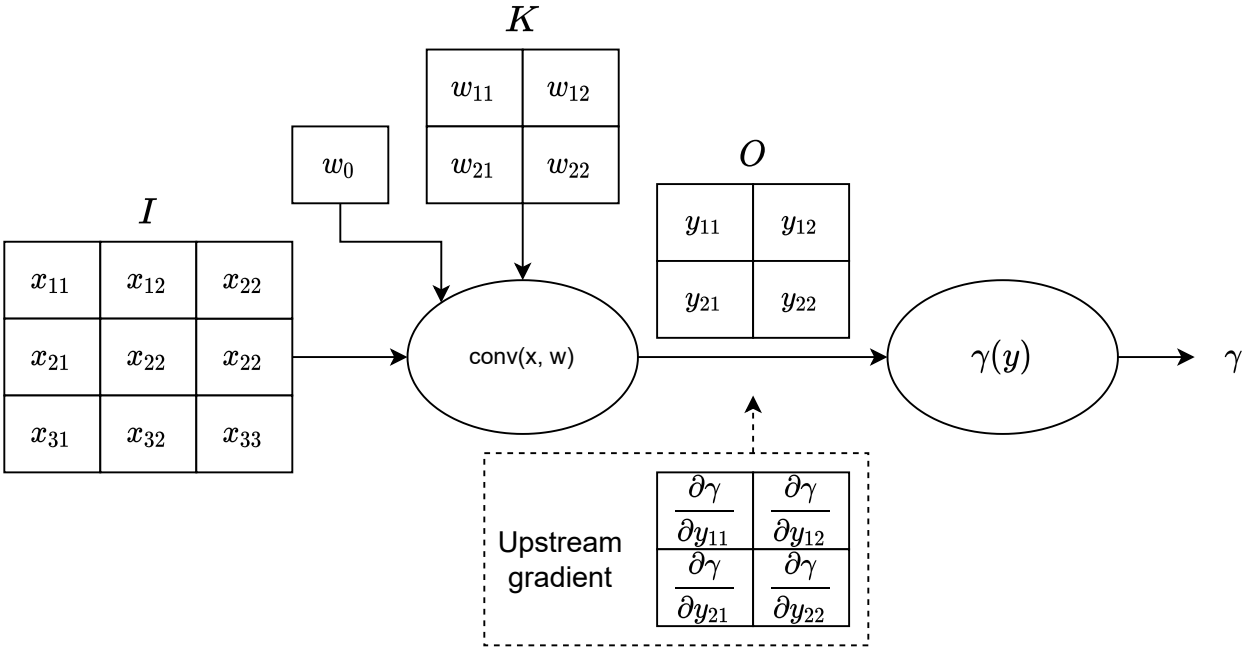 K
w₁₁ w₁₂
w₂₁ w₂₂
w₀
I
x₁₁ x₁₂ x₂₂
x₂₁ x₂₂ x₂₂
x₃₁ x₃₂ x₃₃
conv(x, w)
O
y₁₁ y₁₂
y₂₁ y₂₂
γ(y)
γ
Upstream
gradient
∂γ/∂y₁₁ ∂γ/∂y₁₂
∂γ/∂y₂₁ ∂γ/∂y₂₂